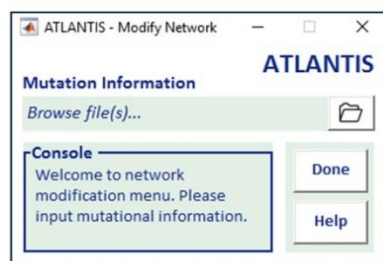 ATLANTIS - Modify Network
ATLANTIS
Mutation Information
Browse file(s)...
Console
Welcome to network
modification menu. Please
input mutational information.
Done
Help